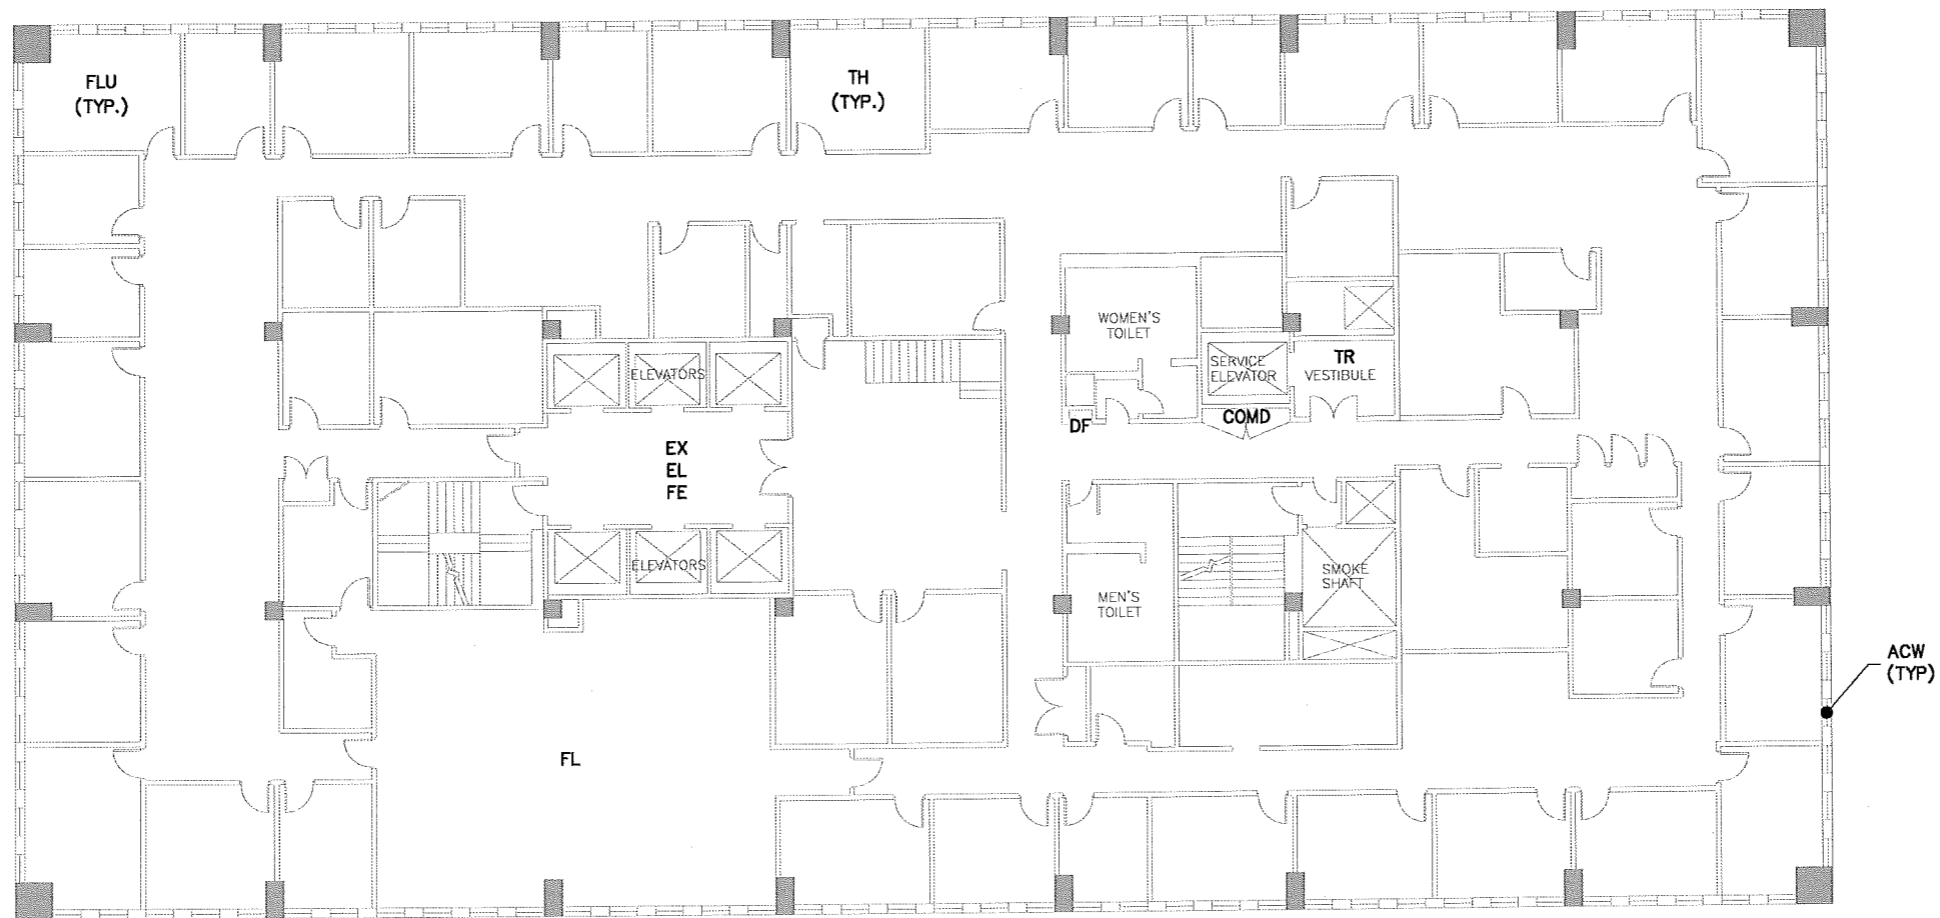 FLU
(TYP.)
TH
(TYP.)
WOMEN'S
TOILET
ELEVATORS
SERVICE
ELEVATOR
TR
VESTIBULE
DF
COMD
EX
EL
FE
ELEVATORS
SMOKE
SHAFT
MEN'S
TOILET
ACW
(TYP)
FL